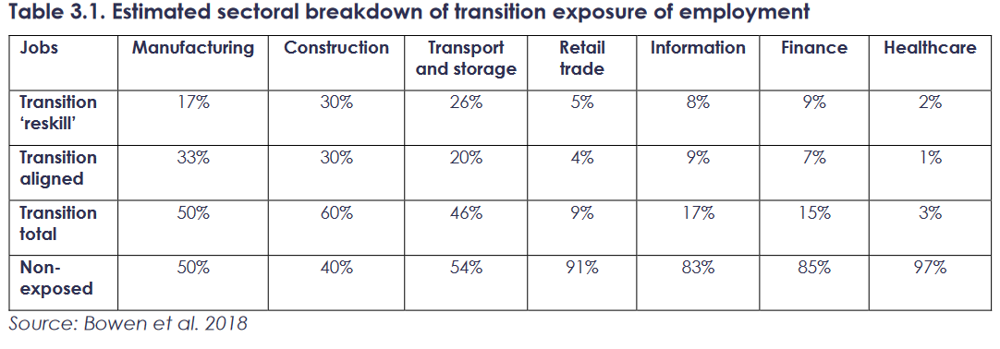 Table 3.1. Estimated sectoral breakdown of transition exposure of employment
Jobs Manufacturing Construction Transport and storage Retail trade Information Finance Healthcare
Transition ‘reskill’ 17% 30% 26% 5% 8% 9% 2%
Transition aligned 33% 30% 20% 4% 9% 7% 1%
Transition total 50% 60% 46% 9% 17% 15% 3%
Non-exposed 50% 40% 54% 91% 83% 85% 97%
Source: Bowen et al. 2018